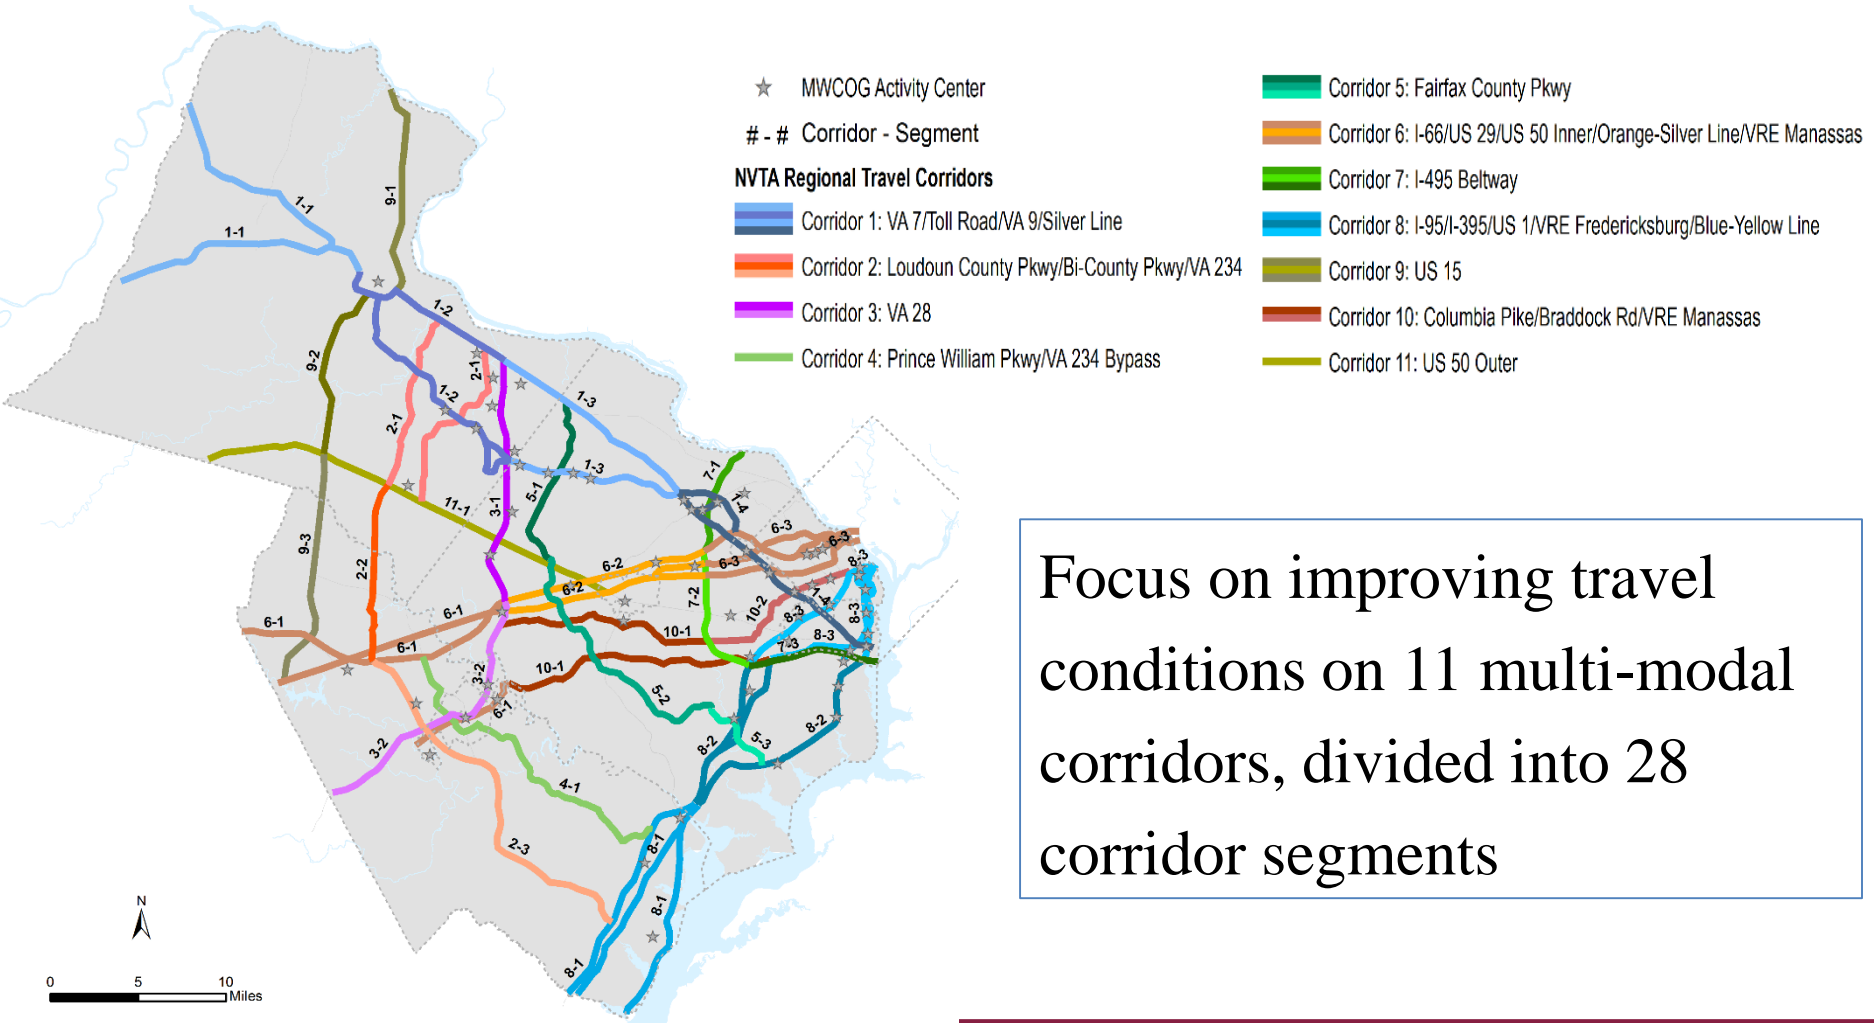 MWCOG Activity Center
# - # Corridor - Segment
NVTA Regional Travel Corridors
Corridor 1: VA 7/Toll Road/VA 9/Silver Line
Corridor 2: Loudoun County Pkwy/Bi-County Pkwy/VA 234
Corridor 3: VA 28
Corridor 4: Prince William Pkwy/VA 234 Bypass
Corridor 5: Fairfax County Pkwy
Corridor 6: I-66/US 29/US 50 Inner/Orange-Silver Line/VRE Manassas
Corridor 7: I-495 Beltway
Corridor 8: I-95/I-395/US 1/VRE Fredericksburg/Blue-Yellow Line
Corridor 9: US 15
Corridor 10: Columbia Pike/Braddock Rd/VRE Manassas
Corridor 11: US 50 Outer
1-1
9-1
1-1
1-2
9-2
2-1
1-2
1-3
2-1
1-3
7-1
5-1
11-1
3-1
1-4
6-3
6-3
9-3
2-2
6-2
6-3
8-3
6-2
7-2
1-4
10-2
6-1
6-1
8-3
8-3
10-1
8-3
6-1
7-3
10-1
3-2
5-2
6-1
8-2
3-2
8-2
5-3
4-1
2-3
8-1
8-1
8-1
N
0 5 10
Miles
Focus on improving travel
conditions on 11 multi-modal
corridors, divided into 28
corridor segments